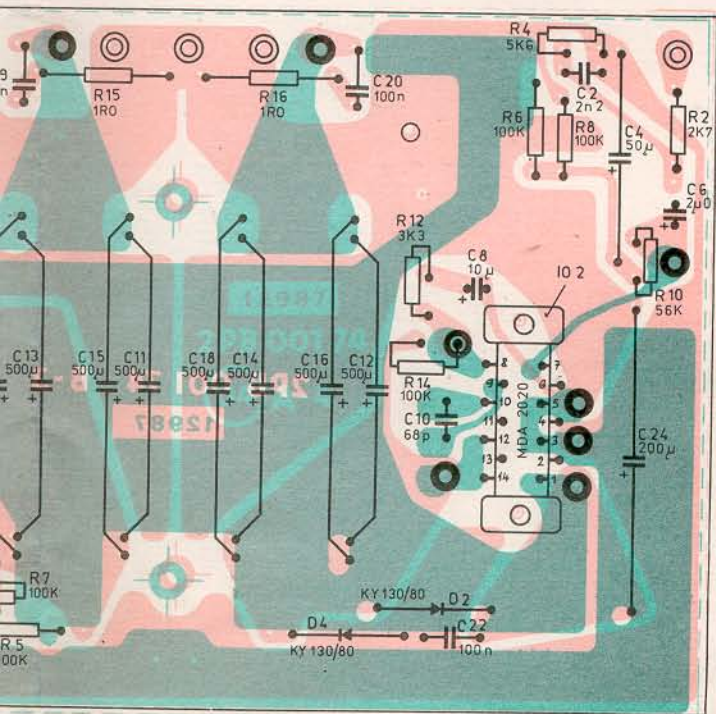 R4
5K6
9
n
R15
1R0
R16
1R0
C20
100n
C2
2n2
R6
100K
R8
100K
C4
50µ
R2
2K7
C6
2µ0
R12
3K3
C8
10µ
IO 2
R10
56K
C13
500µ
C15
500µ
C11
500µ
C18
500µ
C14
500µ
C16
500µ
C12
500µ
R14
100K
C10
68p
MDA 2020
8
9
10
11
12
13
14
7
6
5
4
3
2
1
C24
200µ
12987
12987
R7
100K
R5
00K
KY130/80
D2
D4
KY 130/80
C22
100n